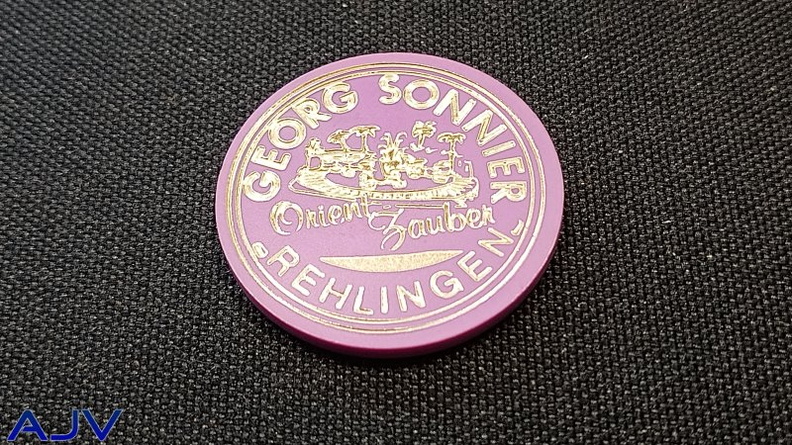 GEORG SONNIER
Orient Zauber
REHLINGEN
AJV